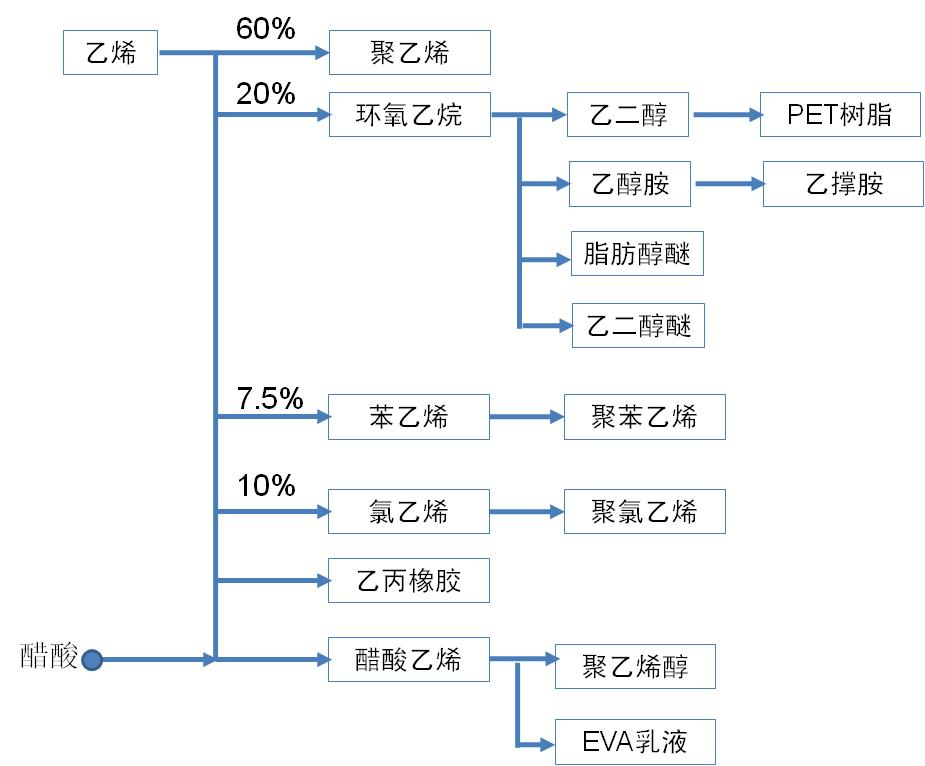 60%
乙烯
聚乙烯
20%
环氧乙烷
乙二醇
PET树脂
乙醇胺
乙撑胺
脂肪醇醚
乙二醇醚
7.5%
苯乙烯
聚苯乙烯
10%
氯乙烯
聚氯乙烯
乙丙橡胶
醋酸
醋酸乙烯
聚乙烯醇
EVA乳液